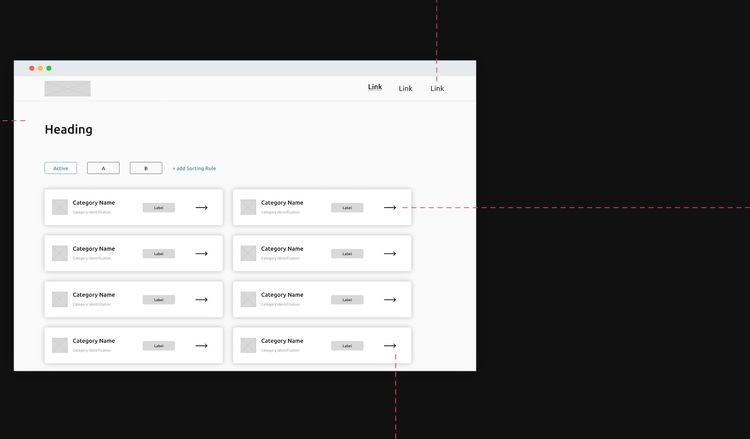 Link Link Link
Heading
Active A B + add Sorting Rule
Category Name Label Category Name Label
Category Identification Category Identification
Category Name Label Category Name Label
Category Identification Category Identification
Category Name Label Category Name Label
Category Identification Category Identification
Category Name Label Category Name Label
Category Identification Category Identification